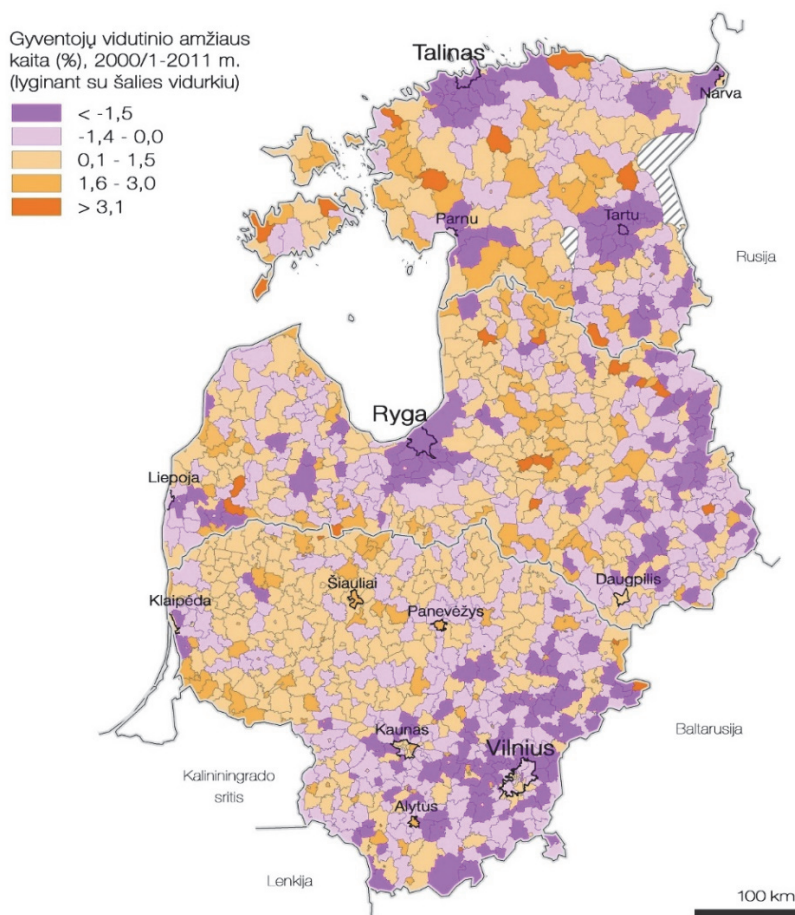 Gyventojų vidutinio amžiaus
kaita (%), 2000/1-2011 m.
(lyginant su šalies vidurkiu)
< -1,5
-1,4 - 0,0
0,1 - 1,5
1,6 - 3,0
> 3,1
Talinas
Narva
Parnu
Tartu
Rusija
Ryga
Liepoja
Daugpilis
Šiauliai
Klaipėda
Panevėžys
Kaunas
Vilnius
Baltarusija
Kaliningrado
sritis
Alytus
Lenkija
100 km